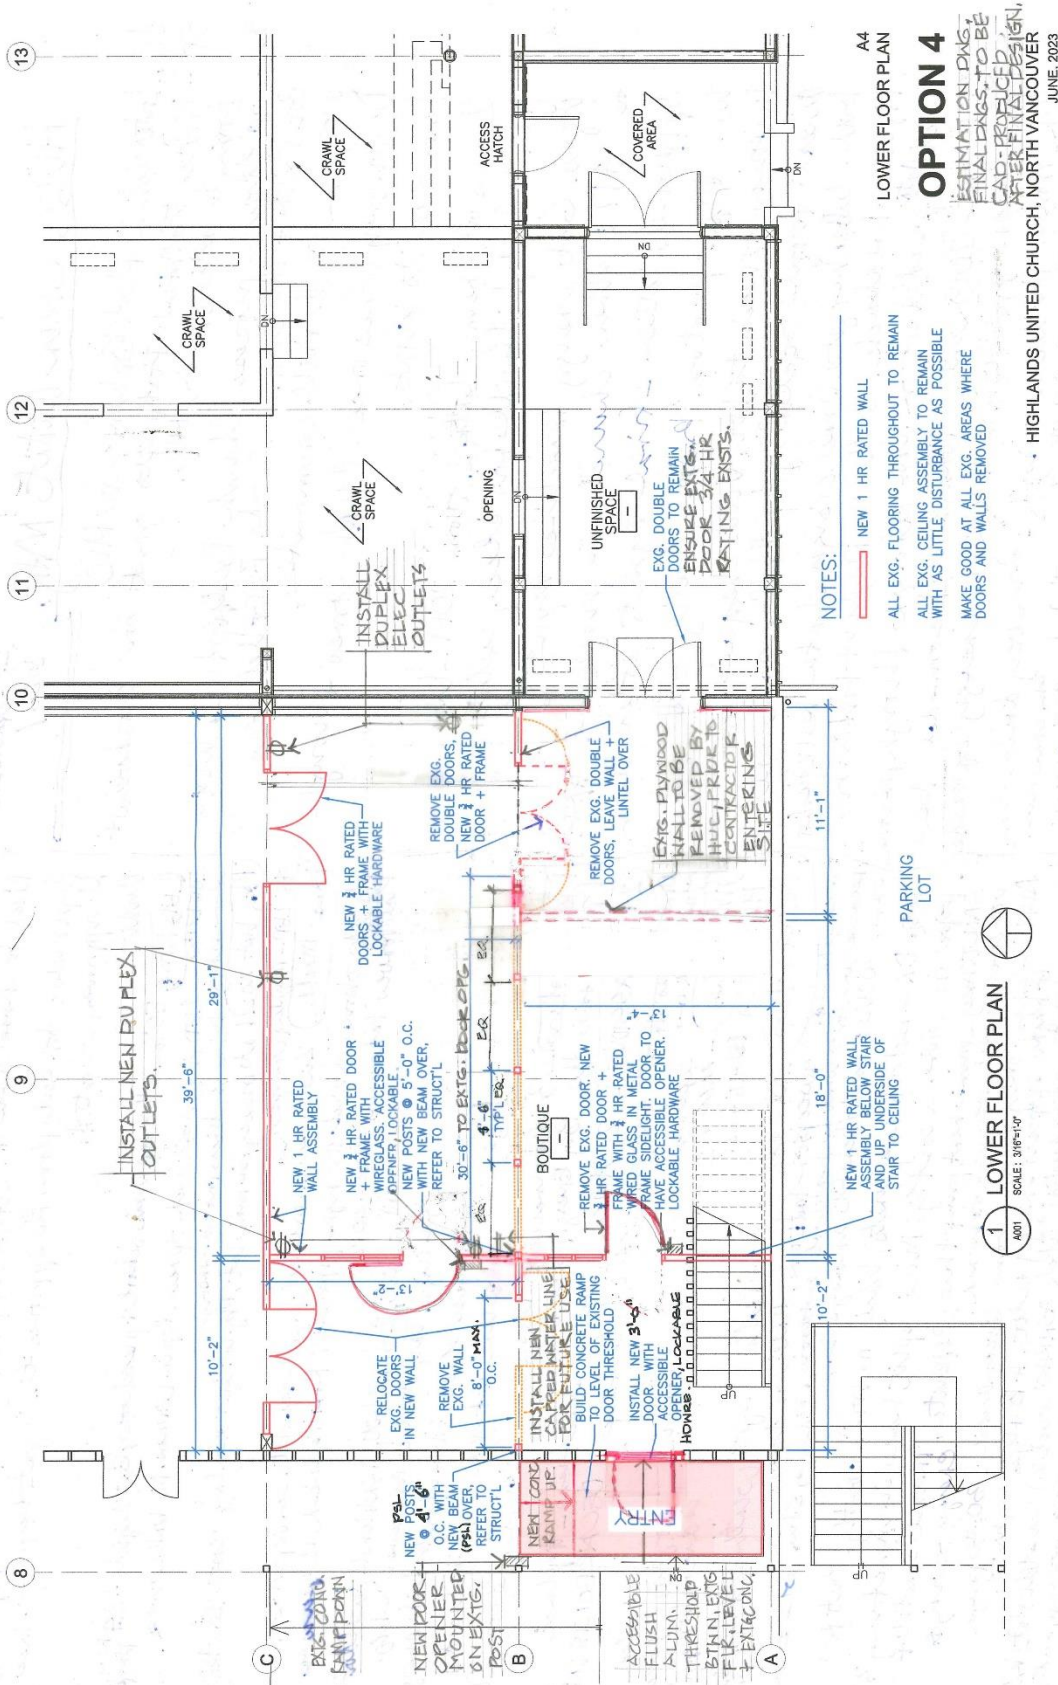 13
12
11
10
9
8
C
B
A
A4
LOWER FLOOR PLAN
OPTION 4
ESTIMATION DWG,
FINAL DWGS. TO BE
CAD-PRODUCED
AFTER FINAL DESIGN,
HIGHLANDS UNITED CHURCH, NORTH VANCOUVER
JUNE, 2023
CRAWL
SPACE
ACCESS
HATCH
COVERED
AREA
DN
CRAWL
SPACE
DN
DN
CRAWL
SPACE
OPENING
DN
UNFINISHED
SPACE
-
INSTALL
DUPLEX
ELEC
OUTLETS
EXG. DOUBLE
DOORS TO REMAIN
ENSURE EXTG.
DOOR 3/4 HR
RATING EXISTS.
NOTES:
NEW 1 HR RATED WALL
ALL EXG. FLOORING THROUGHOUT TO REMAIN
ALL EXG. CEILING ASSEMBLY TO REMAIN
WITH AS LITTLE DISTURBANCE AS POSSIBLE
MAKE GOOD AT ALL EXG. AREAS WHERE
DOORS AND WALLS REMOVED
INSTALL NEW DUPLEX
OUTLETS.
39'-6"
29'-1"
10'-2"
NEW 3/4 HR RATED
DOORS + FRAME WITH
LOCKABLE HARDWARE
REMOVE EXG.
DOUBLE DOORS,
NEW 3/4 HR RATED
DOOR + FRAME
REMOVE EXG. DOUBLE
DOORS, LEAVE WALL +
LINTEL OVER
EXTG. PLYWOOD
WALL TO BE
REMOVED BY
HUC, PRIOR TO
CONTRACTOR
ENTERING
SITE
11'-1"
PARKING
LOT
NEW 1 HR RATED
WALL ASSEMBLY
NEW 3/4 HR RATED DOOR
+ FRAME WITH
WIREGLASS. ACCESSIBLE
OPENER, LOCKABLE
NEW POSTS @ 5'-0" O.C.
WITH NEW BEAM OVER,
REFER TO STRUCT'L
30'-6" TO EXTG. DOOR OPG.
EQ
4'-6"
TYP'L EQ.
EQ
EQ.
13'-4"
BOUTIQUE
-
REMOVE EXG. DOOR. NEW
3/4 HR RATED DOOR +
FRAME WITH 3/4 HR RATED
WIRED GLASS IN METAL
FRAME SIDELIGHT. DOOR TO
HAVE ACCESSIBLE OPENER.
LOCKABLE HARDWARE
18'-0"
NEW 1 HR RATED WALL
ASSEMBLY BELOW STAIR
AND UP UNDERSIDE OF
STAIR TO CEILING
1
A001
LOWER FLOOR PLAN
SCALE: 3/16"=1'-0"
13'-2"
RELOCATE
EXG. DOORS
IN NEW WALL
REMOVE
EXG. WALL
8'-0" MAX.
O.C.
INSTALL NEW
CAPPED WATER LINE
FOR FUTURE USE
BUILD CONCRETE RAMP
TO LEVEL OF EXISTING
DOOR THRESHOLD
INSTALL NEW 3'-0"
DOOR WITH
ACCESSIBLE
OPENER, LOCKABLE
HDWRE.
UP
10'-2"
PSL
NEW POSTS
@ 4'-6"
O.C. WITH
NEW BEAM
(PSL) OVER,
REFER TO
STRUCT'L
NEW CONC.
RAMP UP
ENTRY
UP
EXG. CONC.
RAMP DOWN
NEW DOOR
OPENER
MOUNTED
ON EXTG.
POST
ACCESSIBLE
FLUSH
ALUM.
THRESHOLD
BTWN. EXTG
FLR. LEVEL
+ EXTG CONC.